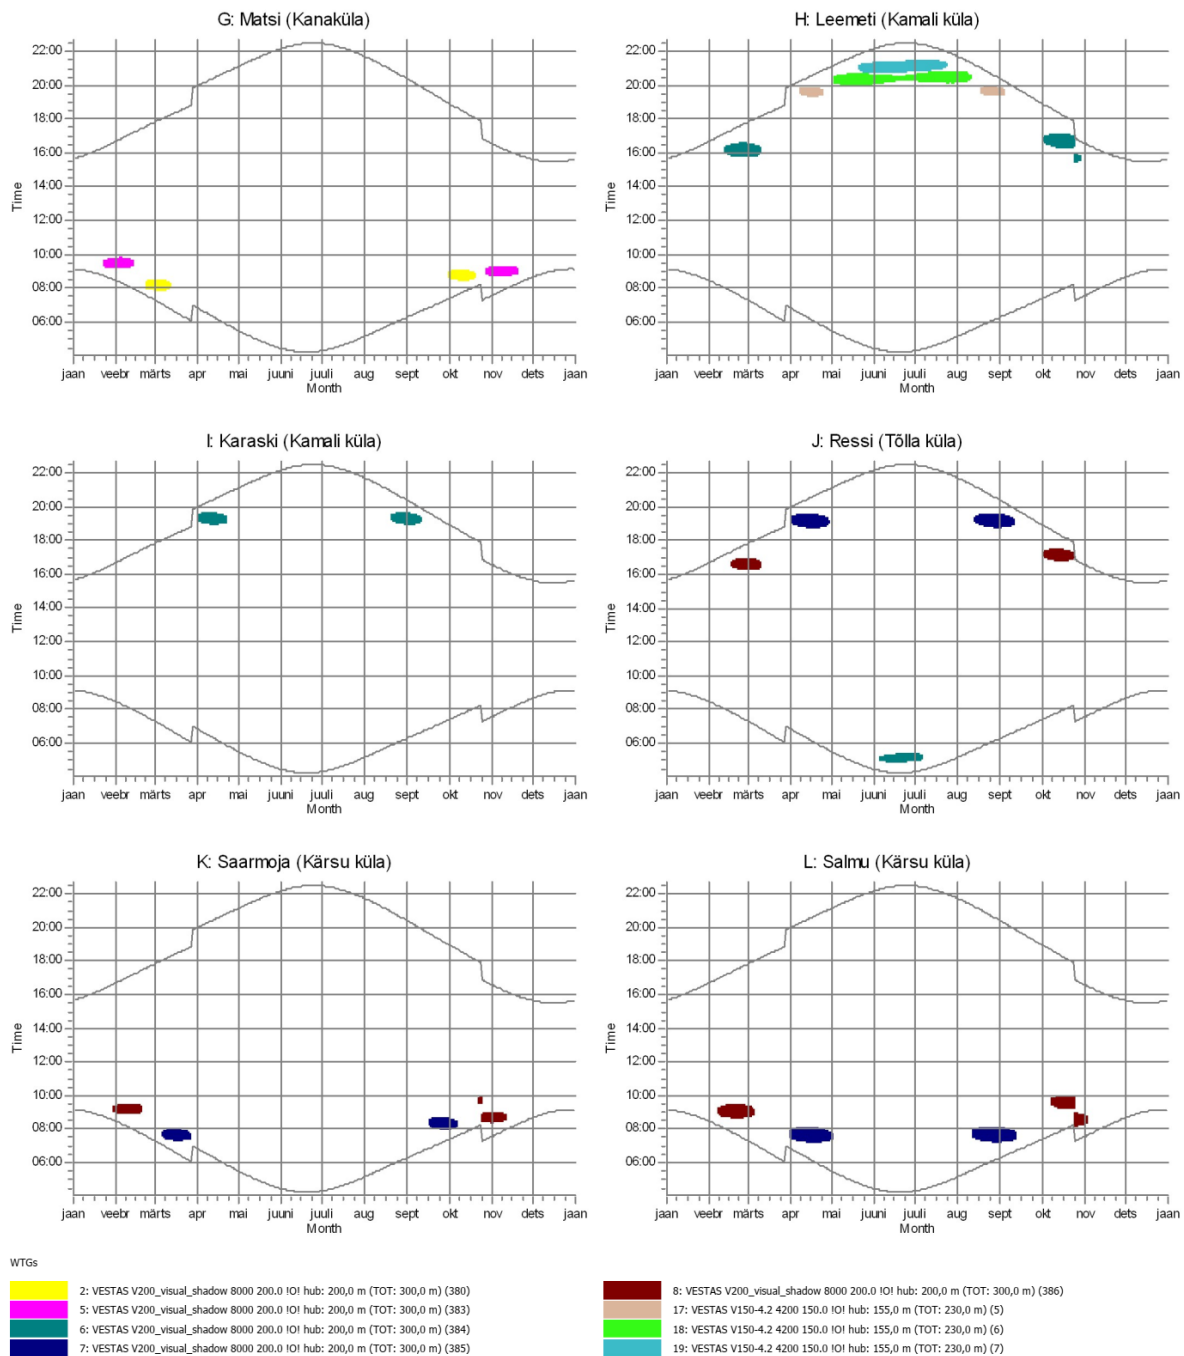 G: Matsi (Kanaküla)
22:00
20:00
18:00
16:00
14:00
12:00
10:00
08:00
06:00
Time
jaan veebr märts apr mai juuni juuli aug sept okt nov dets jaan
Month
H: Leemeti (Kamali küla)
22:00
20:00
18:00
16:00
14:00
12:00
10:00
08:00
06:00
Time
jaan veebr märts apr mai juuni juuli aug sept okt nov dets jaan
Month
I: Karaski (Kamali küla)
22:00
20:00
18:00
16:00
14:00
12:00
10:00
08:00
06:00
Time
jaan veebr märts apr mai juuni juuli aug sept okt nov dets jaan
Month
J: Ressi (Tõlla küla)
22:00
20:00
18:00
16:00
14:00
12:00
10:00
08:00
06:00
Time
jaan veebr märts apr mai juuni juuli aug sept okt nov dets jaan
Month
K: Saarmoja (Kärsu küla)
22:00
20:00
18:00
16:00
14:00
12:00
10:00
08:00
06:00
Time
jaan veebr märts apr mai juuni juuli aug sept okt nov dets jaan
Month
L: Salmu (Kärsu küla)
22:00
20:00
18:00
16:00
14:00
12:00
10:00
08:00
06:00
Time
jaan veebr märts apr mai juuni juuli aug sept okt nov dets jaan
Month
WTGs
2: VESTAS V200_visual_shadow 8000 200.0 !O! hub: 200,0 m (TOT: 300,0 m) (380)
5: VESTAS V200_visual_shadow 8000 200.0 !O! hub: 200,0 m (TOT: 300,0 m) (383)
6: VESTAS V200_visual_shadow 8000 200.0 !O! hub: 200,0 m (TOT: 300,0 m) (384)
7: VESTAS V200_visual_shadow 8000 200.0 !O! hub: 200,0 m (TOT: 300,0 m) (385)
8: VESTAS V200_visual_shadow 8000 200.0 !O! hub: 200,0 m (TOT: 300,0 m) (386)
17: VESTAS V150-4.2 4200 150.0 !O! hub: 155,0 m (TOT: 230,0 m) (5)
18: VESTAS V150-4.2 4200 150.0 !O! hub: 155,0 m (TOT: 230,0 m) (6)
19: VESTAS V150-4.2 4200 150.0 !O! hub: 155,0 m (TOT: 230,0 m) (7)